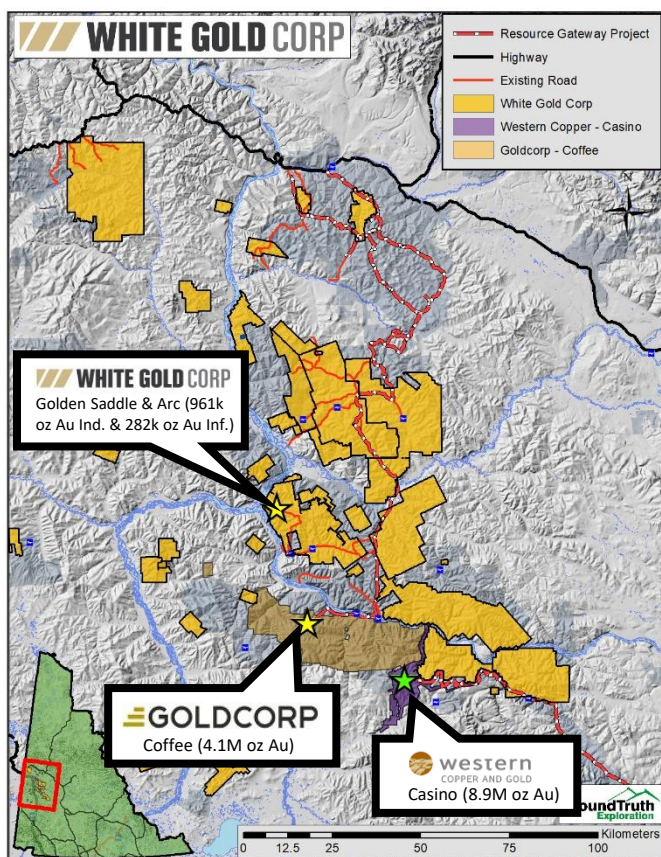 WHITE GOLD CORP
Resource Gateway Project
Highway
Existing Road
White Gold Corp
Western Copper - Casino
Goldcorp - Coffee
WHITE GOLD CORP
Golden Saddle & Arc (961k
oz Au Ind. & 282k oz Au Inf.)
GOLDCORP
Coffee (4.1M oz Au)
western
COPPER AND GOLD
Casino (8.9M oz Au)
oundTruth
Exploration
Kilometers
0 12.5 25 50 75 100